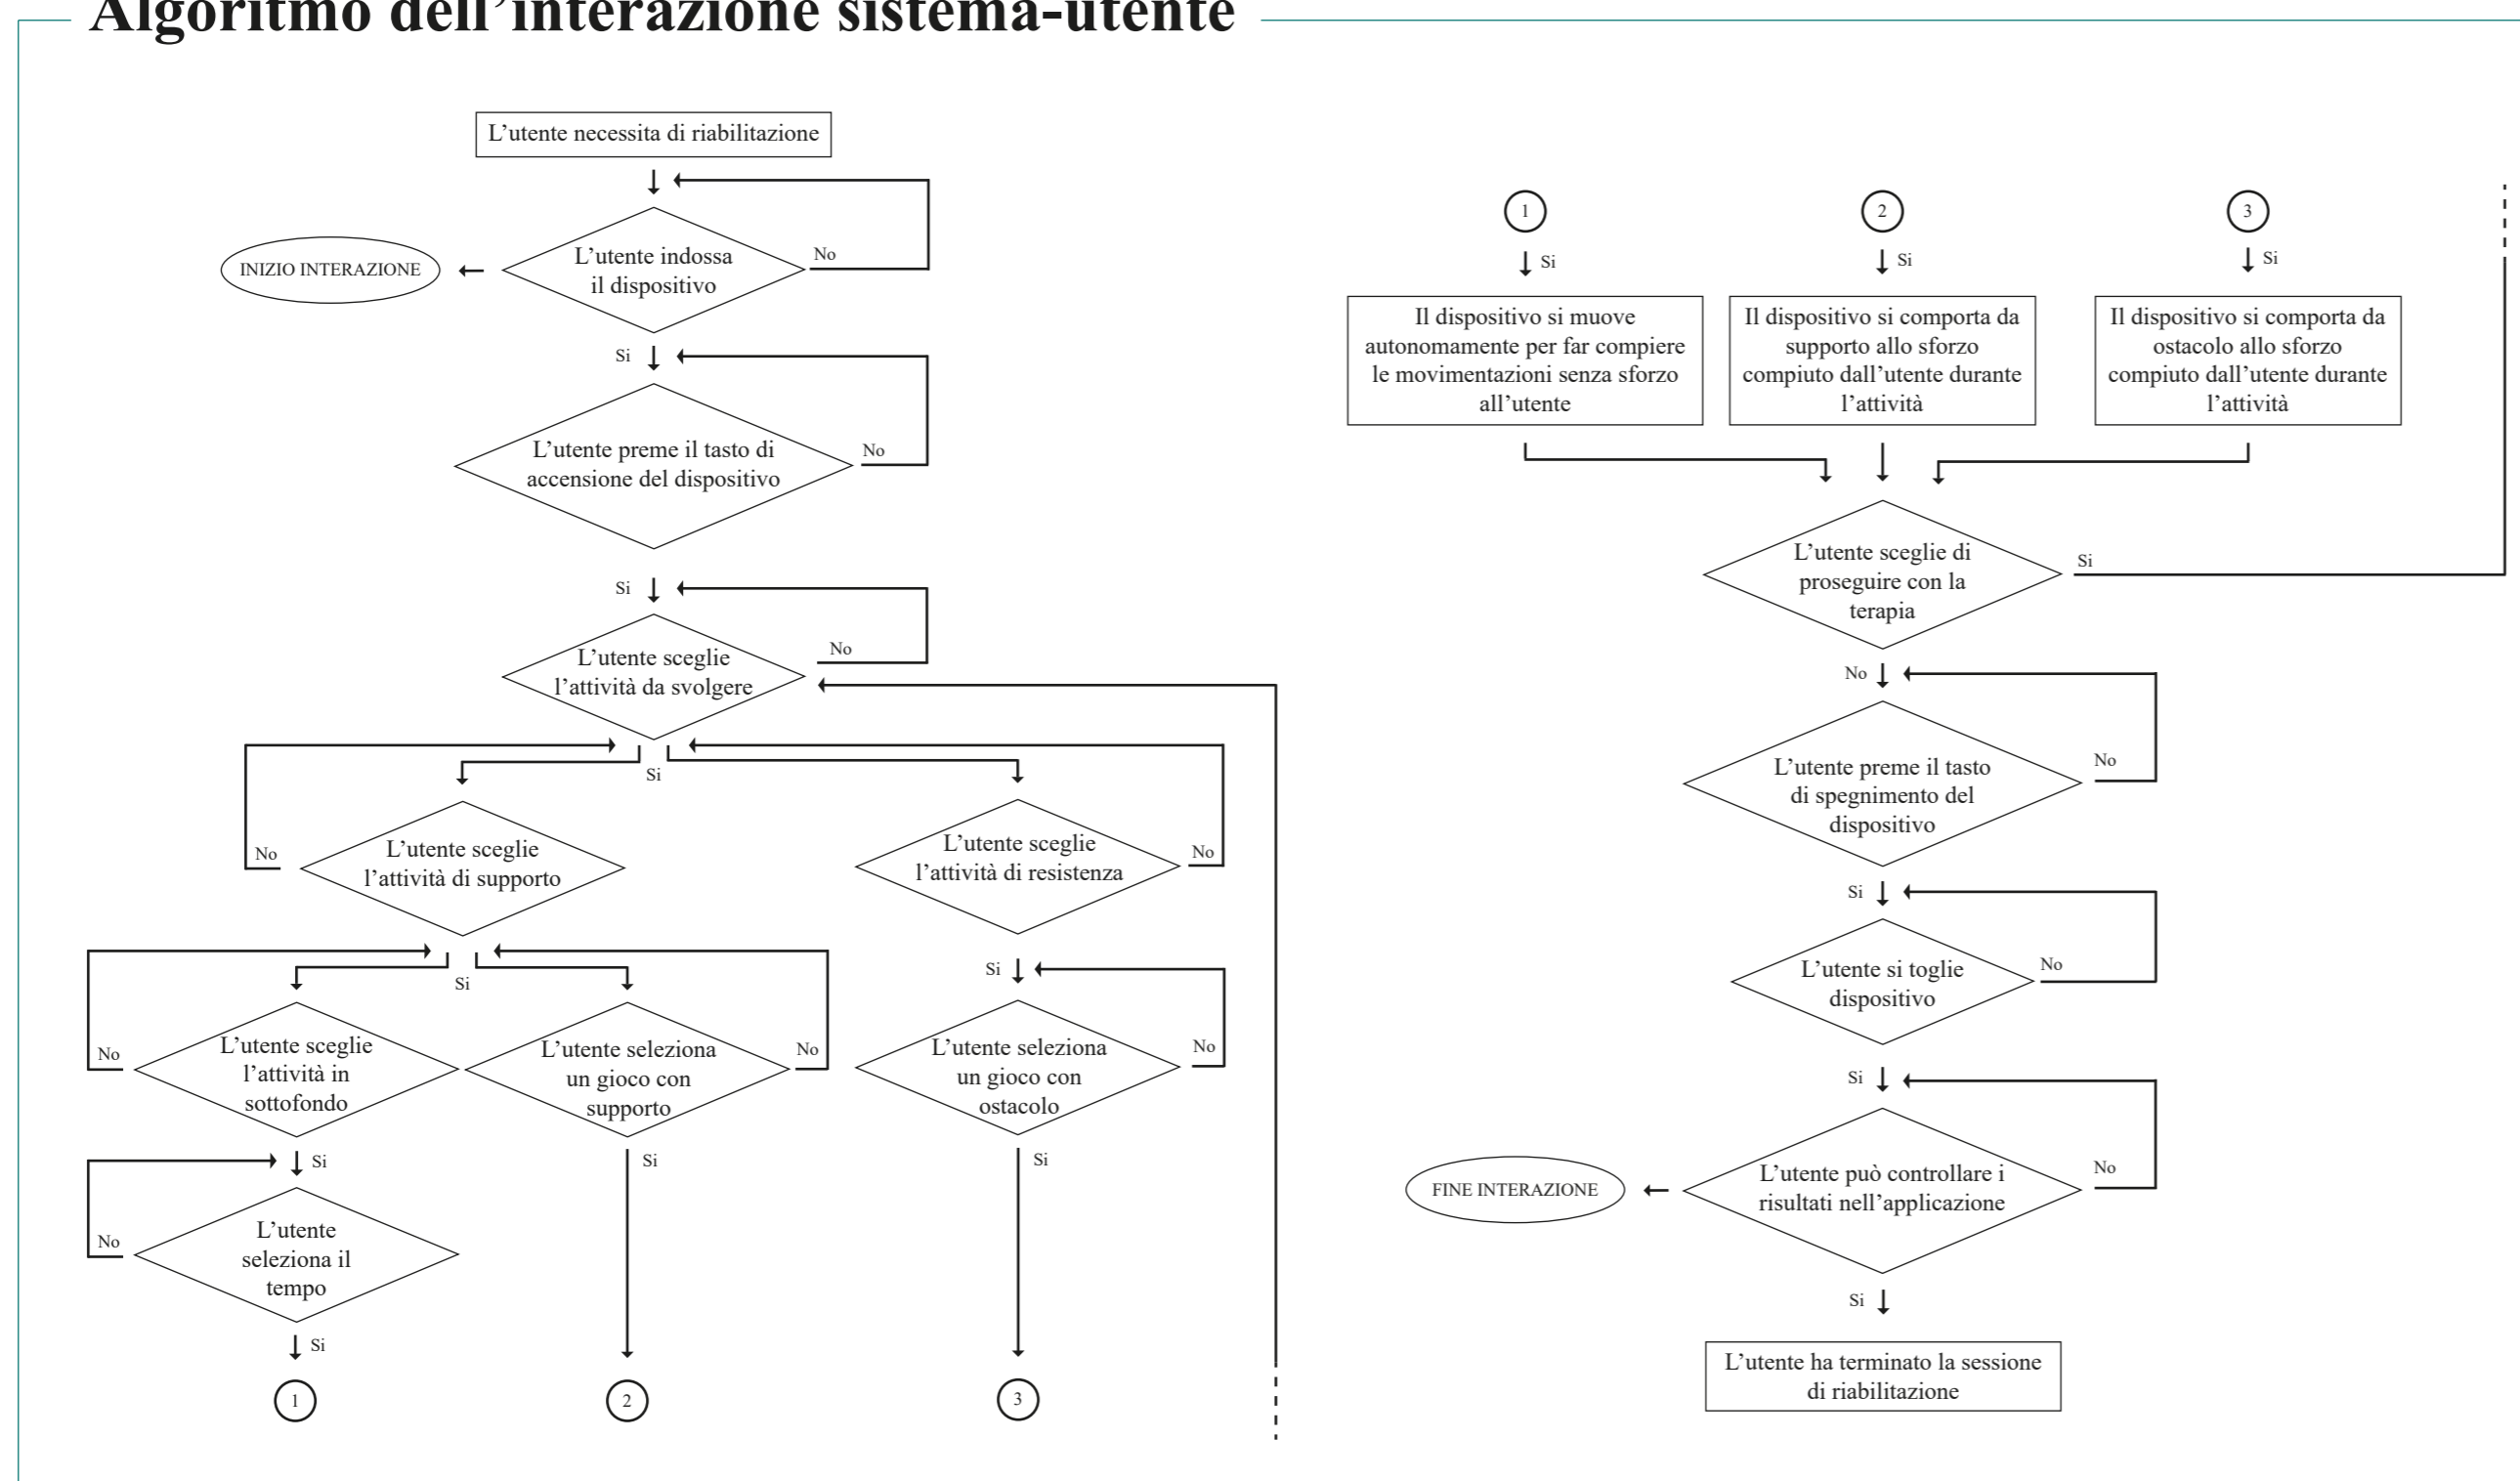 Algoritmo dell’interazione sistema-utente
L’utente necessita di riabilitazione
L’utente indossa
il dispositivo
No
INIZIO INTERAZIONE
Si
L’utente preme il tasto di
accensione del dispositivo
No
Si
L’utente sceglie
l’attività da svolgere
No
Si
L’utente sceglie
l’attività di supporto
No
L’utente sceglie
l’attività di resistenza
No
Si
Si
L’utente sceglie
l’attività in
sottofondo
No
L’utente seleziona
un gioco con
supporto
No
L’utente seleziona
un gioco con
ostacolo
No
Si
Si
Si
L’utente
seleziona il
tempo
No
Si
1
2
3
1
2
3
Si
Si
Si
Il dispositivo si muove
autonomamente per far compiere
le movimentazioni senza sforzo
all’utente
Il dispositivo si comporta da
supporto allo sforzo
compiuto dall’utente durante
l’attività
Il dispositivo si comporta da
ostacolo allo sforzo
compiuto dall’utente durante
l’attività
L’utente sceglie di
proseguire con la
terapia
Si
No
L’utente preme il tasto
di spegnimento del
dispositivo
No
Si
L’utente si toglie
dispositivo
No
Si
L’utente può controllare i
risultati nell’applicazione
No
FINE INTERAZIONE
Si
L’utente ha terminato la sessione
di riabilitazione